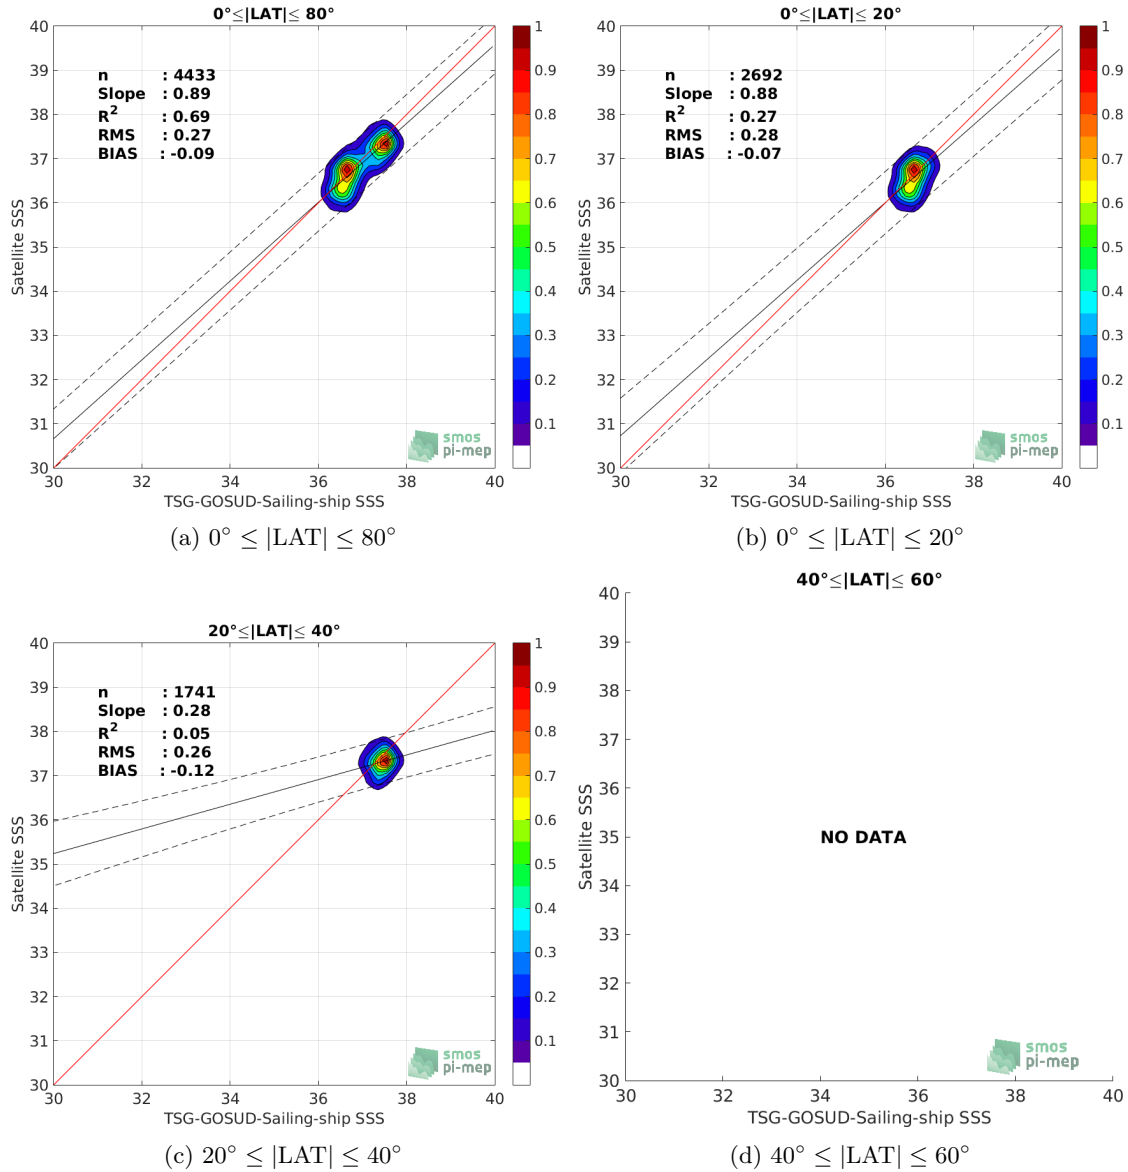 0°≤|LAT|≤ 80°
40
39
38
37
36
35
34
33
32
31
30
Satellite SSS
n : 4433
Slope : 0.89
R² : 0.69
RMS : 0.27
BIAS : -0.09
smos
pi-mep
30 32 34 36 38 40
TSG-GOSUD-Sailing-ship SSS
1
0.9
0.8
0.7
0.6
0.5
0.4
0.3
0.2
0.1
(a) 0° ≤ |LAT| ≤ 80°
0°≤|LAT|≤ 20°
40
39
38
37
36
35
34
33
32
31
30
Satellite SSS
n : 2692
Slope : 0.88
R² : 0.27
RMS : 0.28
BIAS : -0.07
smos
pi-mep
30 32 34 36 38 40
TSG-GOSUD-Sailing-ship SSS
1
0.9
0.8
0.7
0.6
0.5
0.4
0.3
0.2
0.1
(b) 0° ≤ |LAT| ≤ 20°
20°≤|LAT|≤ 40°
40
39
38
37
36
35
34
33
32
31
30
Satellite SSS
n : 1741
Slope : 0.28
R² : 0.05
RMS : 0.26
BIAS : -0.12
smos
pi-mep
30 32 34 36 38 40
TSG-GOSUD-Sailing-ship SSS
1
0.9
0.8
0.7
0.6
0.5
0.4
0.3
0.2
0.1
(c) 20° ≤ |LAT| ≤ 40°
40°≤|LAT|≤ 60°
40
39
38
37
36
35
34
33
32
31
30
Satellite SSS
NO DATA
smos
pi-mep
30 32 34 36 38 40
TSG-GOSUD-Sailing-ship SSS
(d) 40° ≤ |LAT| ≤ 60°